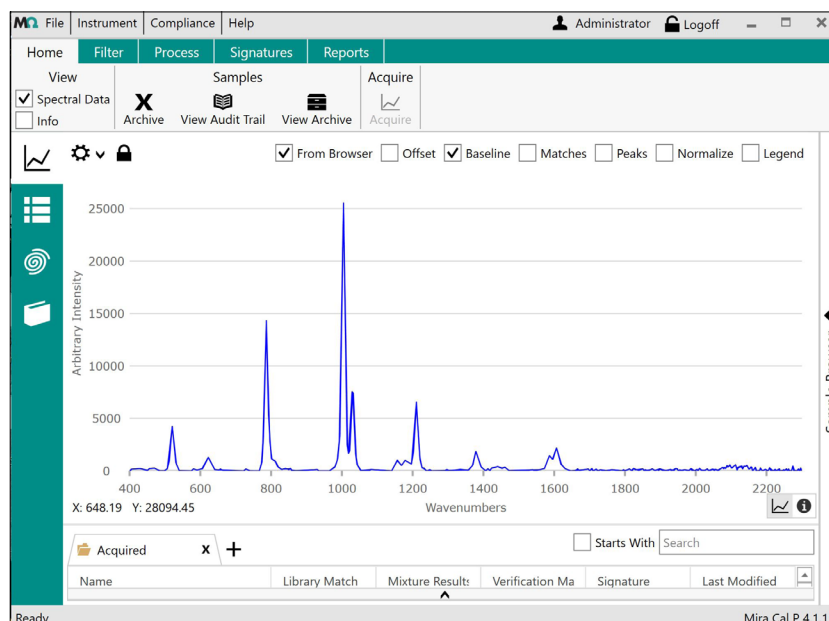 MΩ File Instrument Compliance Help Administrator Logoff
Home Filter Process Signatures Reports
View Samples Acquire
Spectral Data
Info
Archive View Audit Trail View Archive Acquire
From Browser Offset Baseline Matches Peaks Normalize Legend
Arbitrary Intensity
25000
20000
15000
10000
5000
0
400 600 800 1000 1200 1400 1600 1800 2000 2200
X: 648.19 Y: 28094.45 Wavenumbers
Acquired x + Starts With Search
Name Library Match Mixture Results Verification Ma Signature Last Modified
Ready Mira Cal P 4.1.1